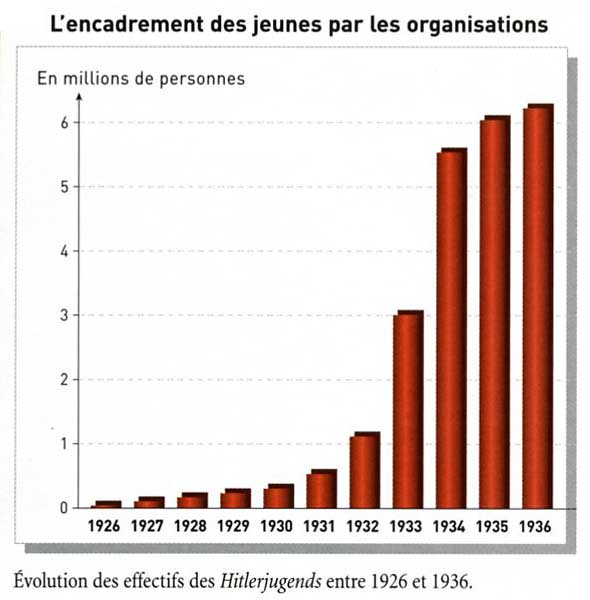 L'encadrement des jeunes par les organisations
En millions de personnes
6
5
4
3
2
1
0
1926 1927 1928 1929 1930 1931 1932 1933 1934 1935 1936
Évolution des effectifs des Hitlerjugends entre 1926 et 1936.